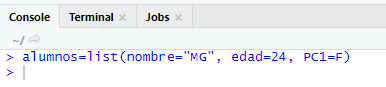 Console Terminal × Jobs ×
~/
> alumnos=list(nombre="MG", edad=24, PC1=F)
>